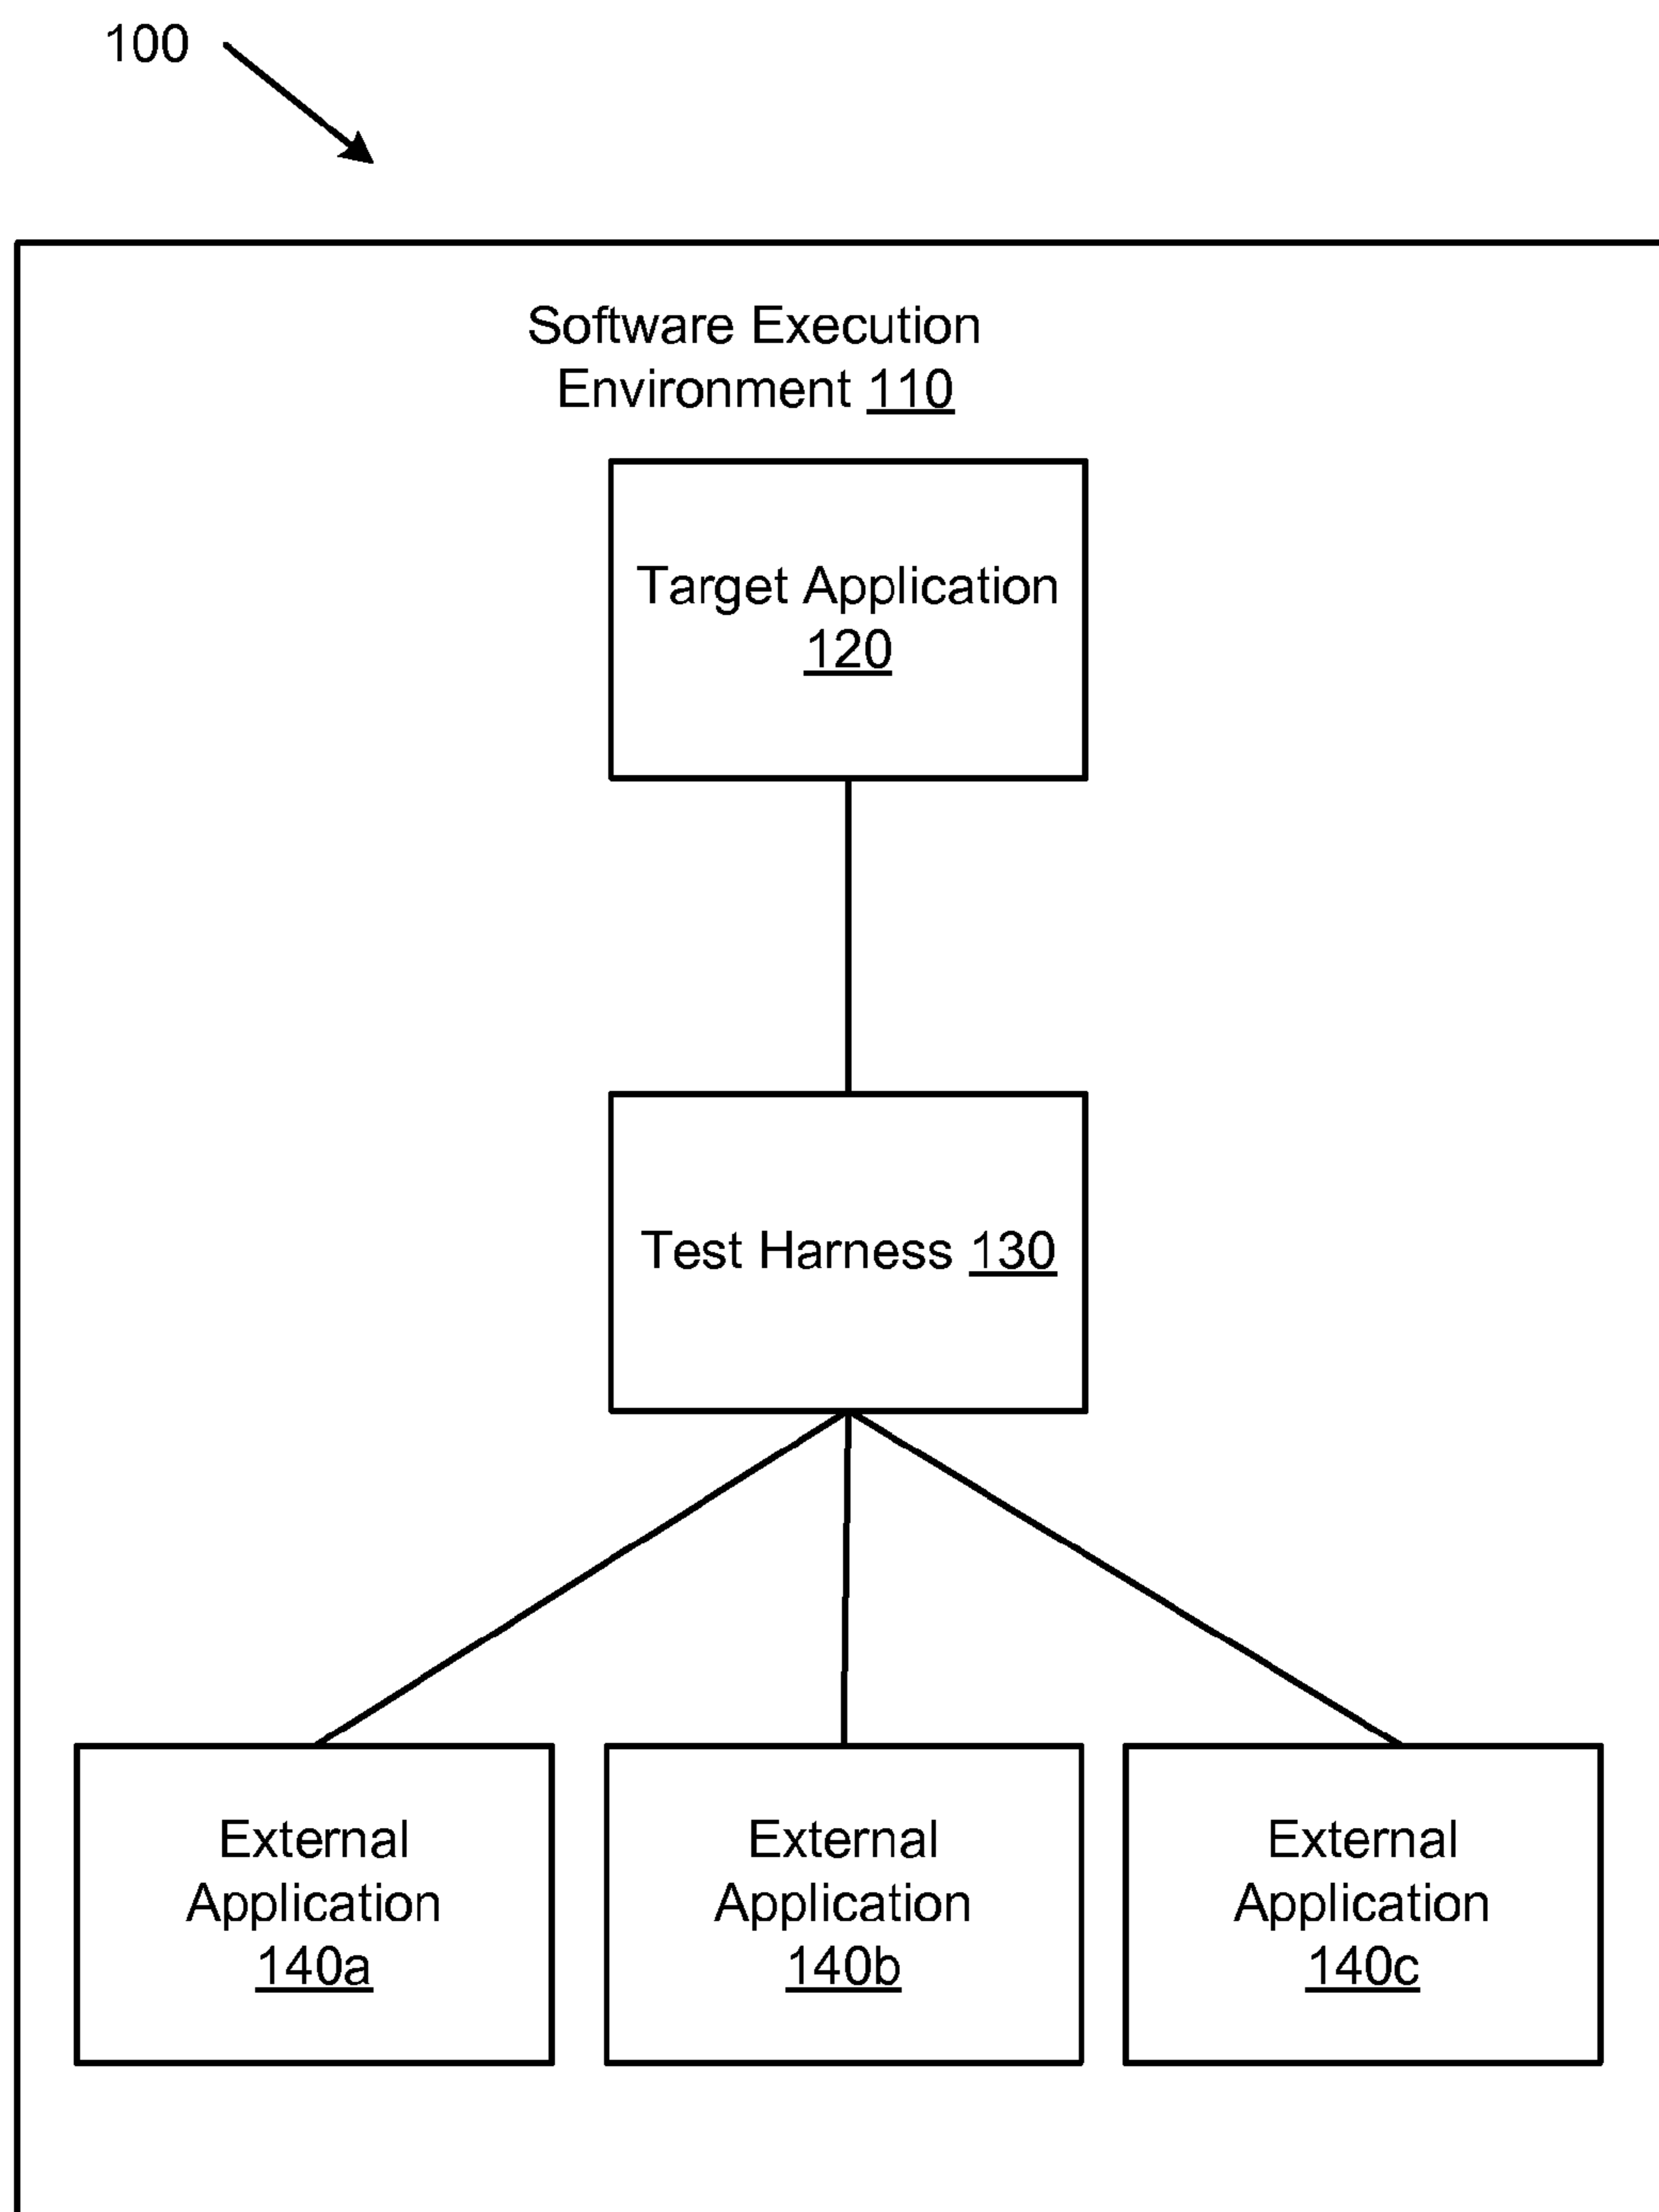 100
Software Execution
Environment 110
Target Application
120
Test Harness 130
External
Application
140a
External
Application
140b
External
Application
140c